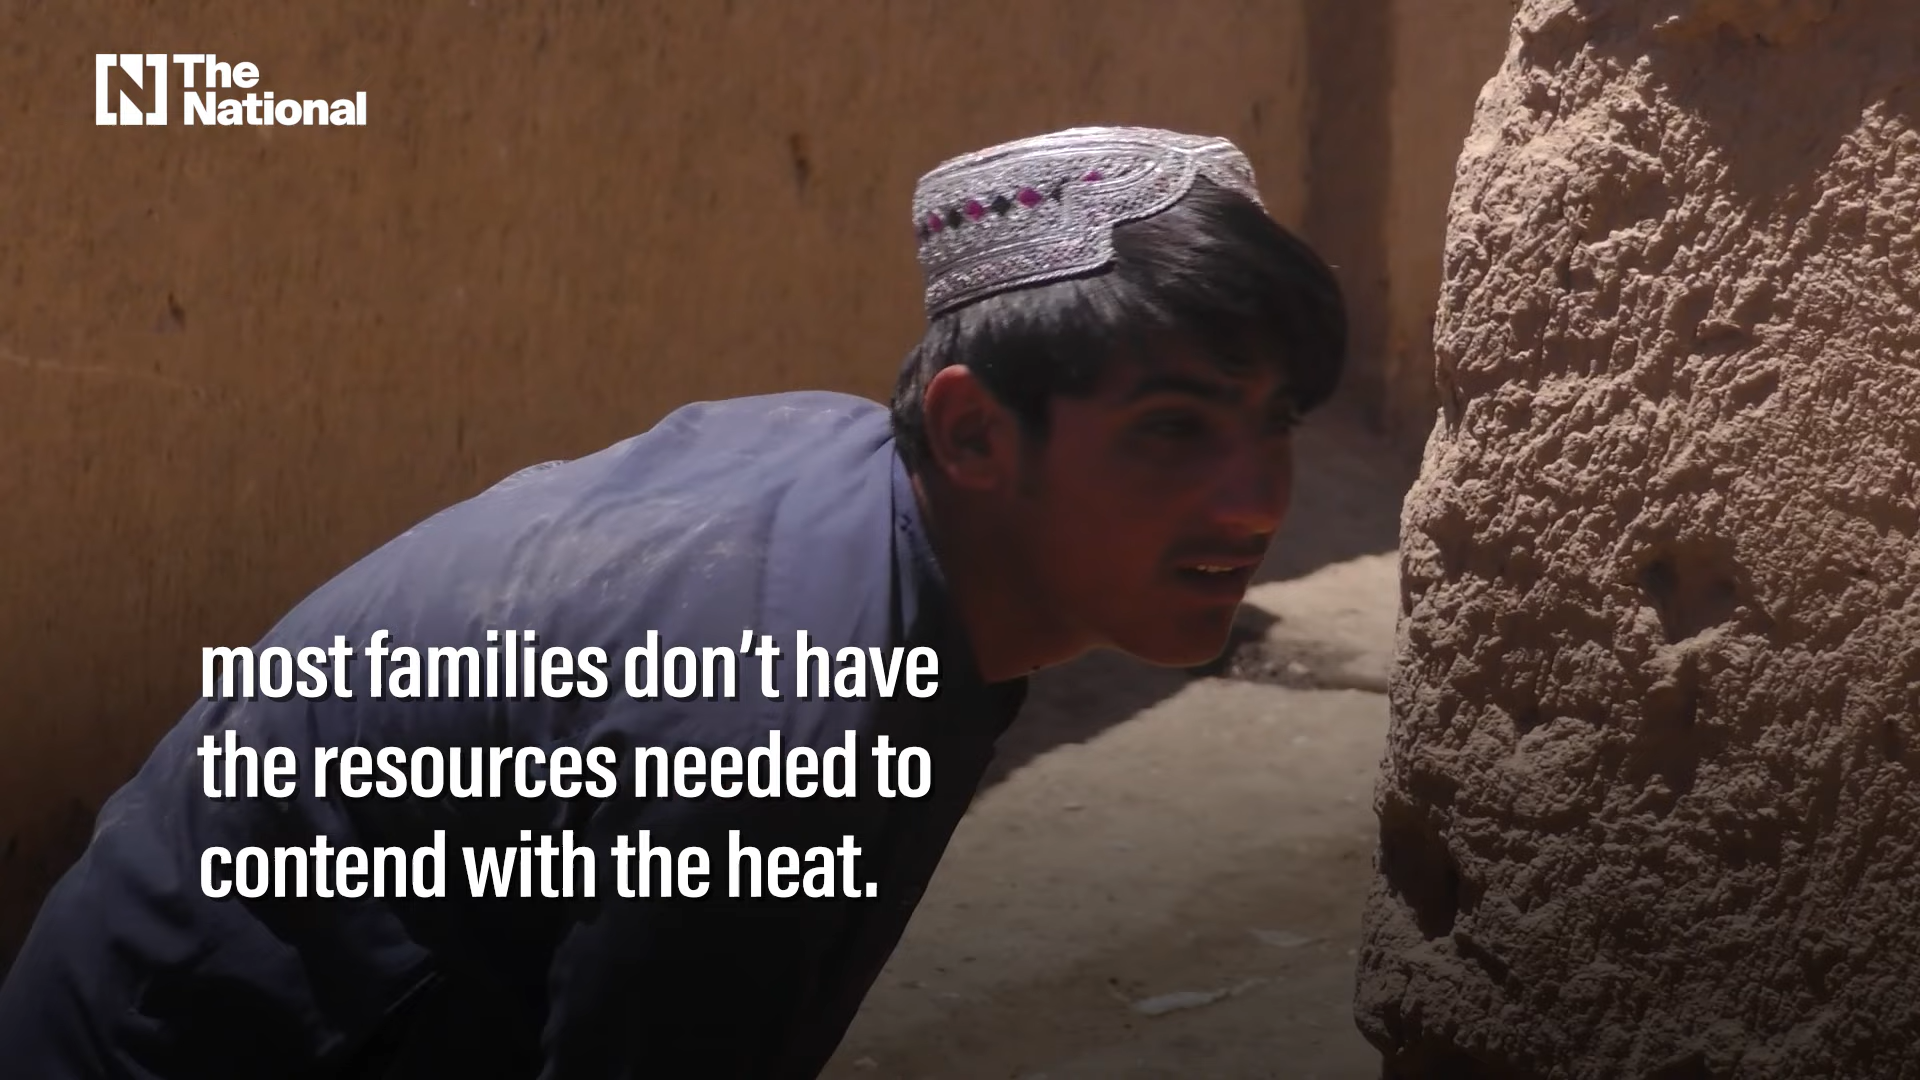 The
National
most families don't have
the resources needed to
contend with the heat.